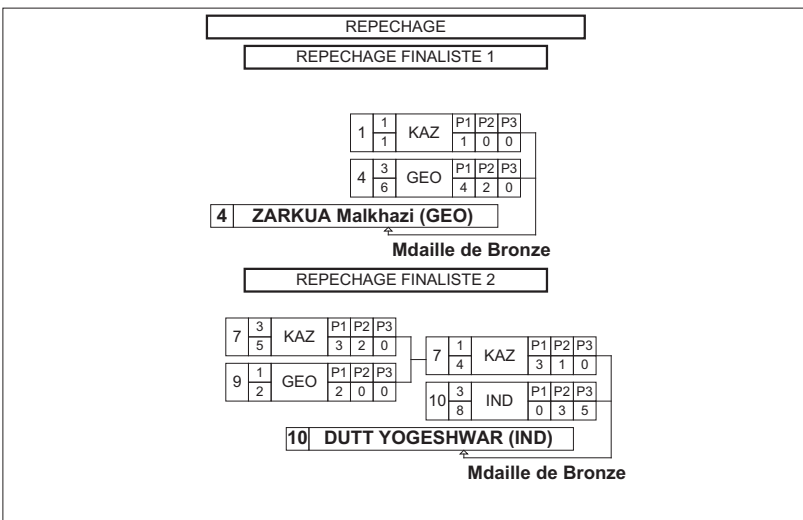 REPECHAGE
REPECHAGE FINALISTE 1
1 1 KAZ P1 P2 P3
1 1 0 0
4 3 GEO P1 P2 P3
6 4 2 0
4 ZARKUA Malkhazi (GEO)
Mdaille de Bronze
REPECHAGE FINALISTE 2
7 3 KAZ P1 P2 P3
5 3 2 0
7 1 KAZ P1 P2 P3
4 3 1 0
9 1 GEO P1 P2 P3
2 2 0 0
10 3 IND P1 P2 P3
8 0 3 5
10 DUTT YOGESHWAR (IND)
Mdaille de Bronze